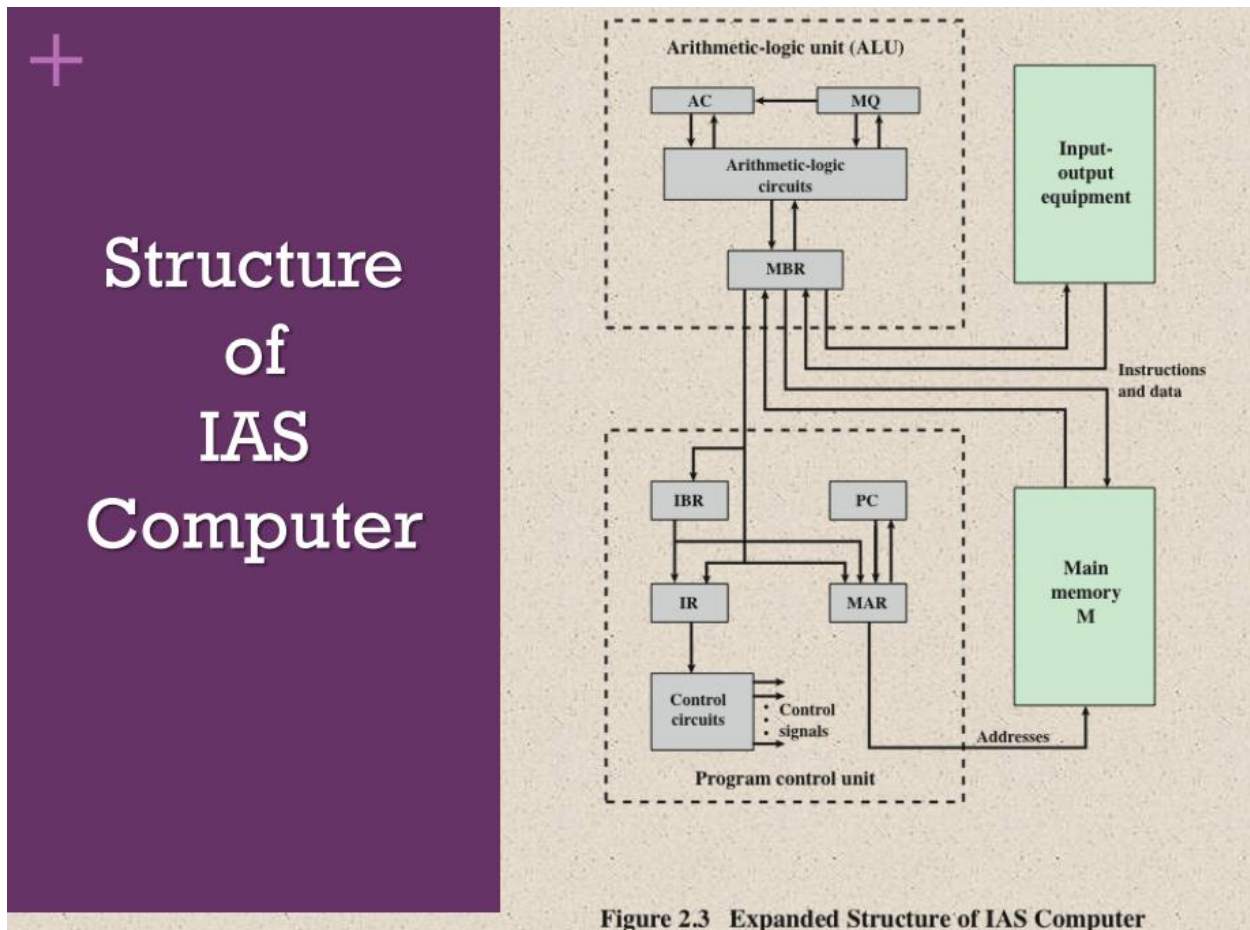 +
Structure
of
IAS
Computer
Arithmetic-logic unit (ALU)
AC
MQ
Arithmetic-logic
circuits
MBR
Input-
output
equipment
Instructions
and data
IBR
PC
IR
MAR
Main
memory
M
Control
circuits
Control
signals
Addresses
Program control unit
Figure 2.3 Expanded Structure of IAS Computer